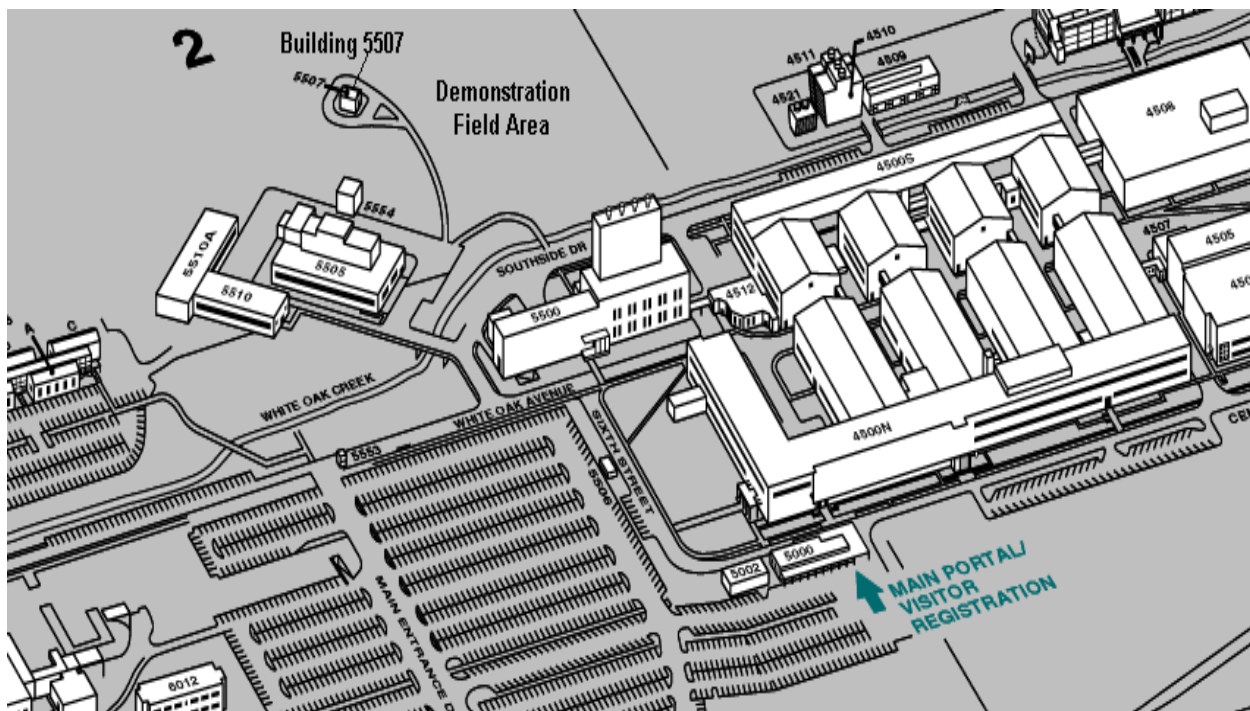 2
Building 5507
5507
Demonstration
Field Area
4510
4511
4509
4521
4508
4500S
5554
5510A
5505
5510
SOUTHSIDE DR
5500
4512
4507
4505
A
C
WHITE OAK CREEK
WHITE OAK AVENUE
4500N
5553
SIXTH STREET
5506
5000
5002
MAIN PORTAL/
VISITOR
REGISTRATION
MAIN ENTRANCE D
6012